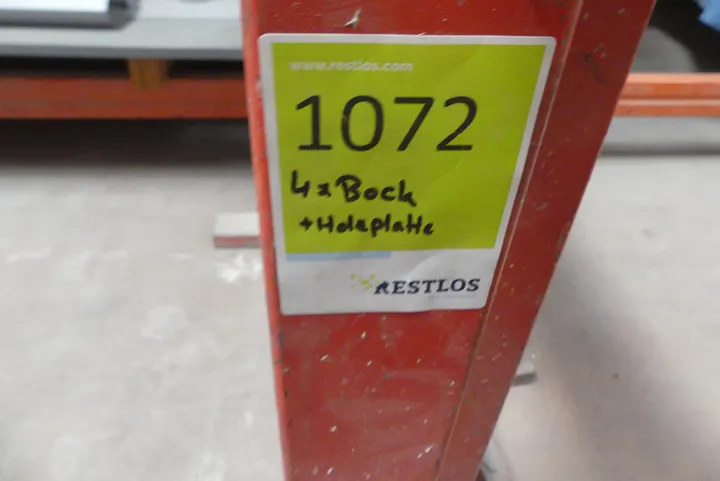 www.restlos.com
1072
4x Bock
+ Holzplatte
RESTLOS